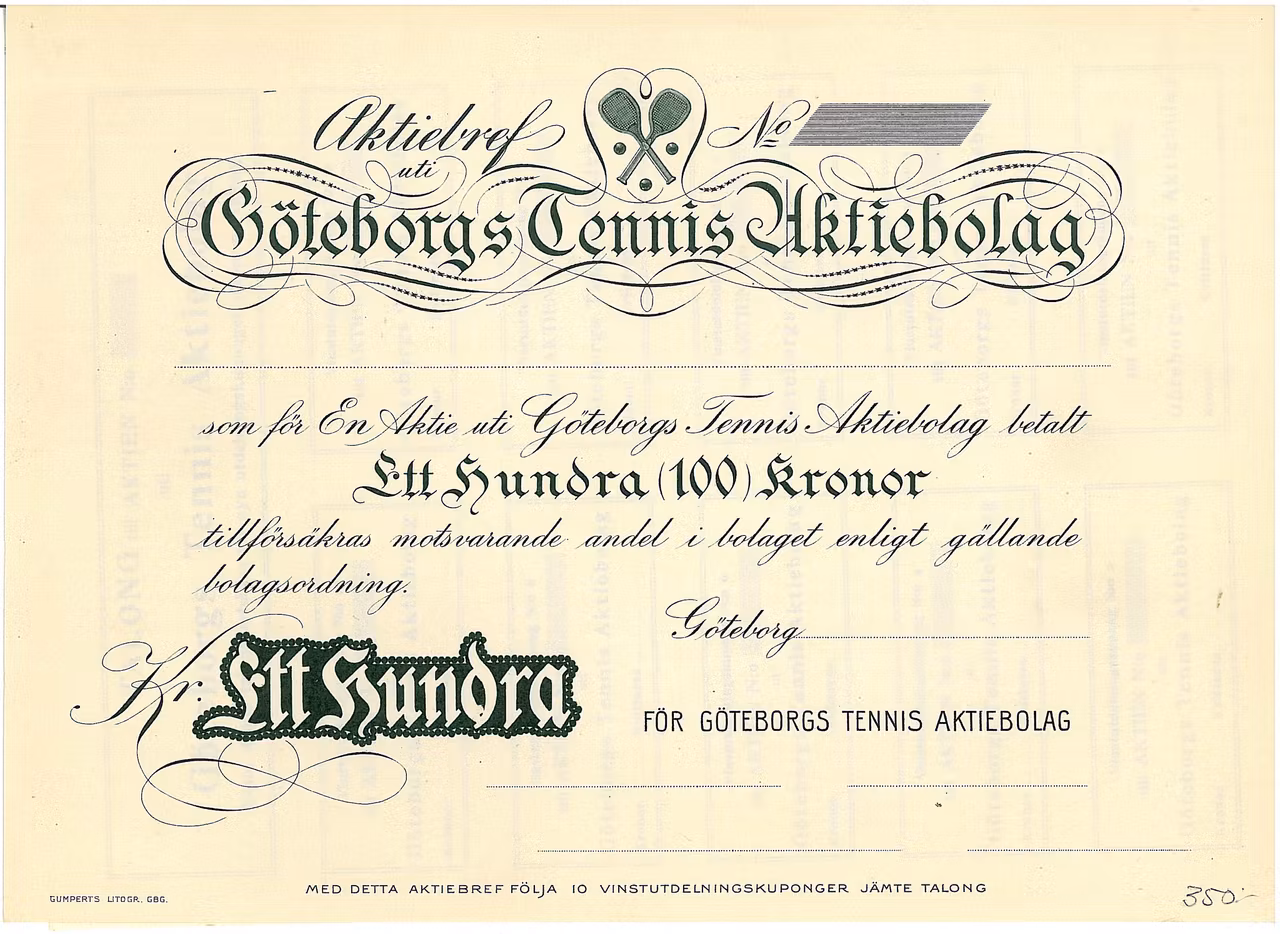 Aktiebref No
uti
Göteborgs Tennis Aktiebolag
som för En Aktie uti Göteborgs Tennis Aktiebolag betalt
Ett Hundra (100) Kronor
tillförsäkras motsvarande andel i bolaget enligt gällande
bolagsordning.
Göteborg
Kr. Ett Hundra
FÖR GÖTEBORGS TENNIS AKTIEBOLAG
MED DETTA AKTIEBREF FÖLJA 10 VINSTUTDELNINGSKUPONGER JÄMTE TALONG
GUMPERTS LITOGR. GBG.
350:-